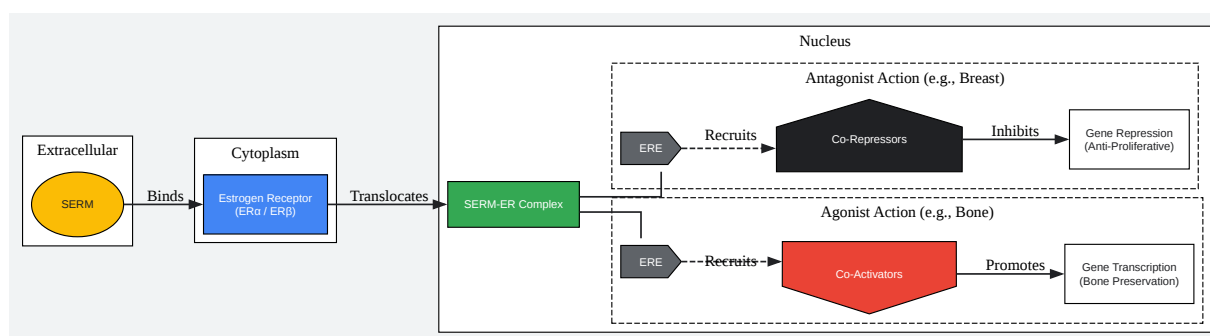 Nucleus
Antagonist Action (e.g., Breast)
ERE
Recruits
Co-Repressors
Inhibits
Gene Repression
(Anti-Proliferative)
Extracellular
SERM
Binds
Cytoplasm
Estrogen Receptor
(ERα / ERβ)
Translocates
SERM-ER Complex
Agonist Action (e.g., Bone)
ERE
Recruits
Co-Activators
Promotes
Gene Transcription
(Bone Preservation)